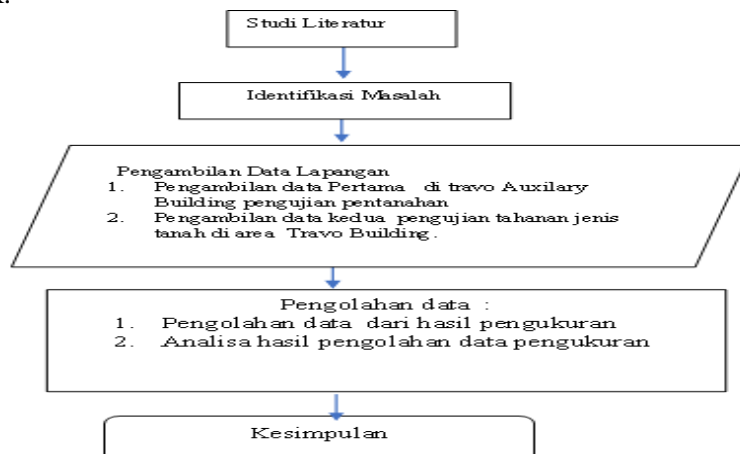 Studi Literatur
Identifikasi Masalah
Pengambilan Data Lapangan
1. Pengambilan data Pertama di travo Auxilary
Building pengujian pentanahan
2. Pengambilan data kedua pengujian tahanan jenis
tanah di area Travo Building.
Pengolahan data :
1. Pengolahan data dari hasil pengukuran
2. Analisa hasil pengolahan data pengukuran
Kesimpulan